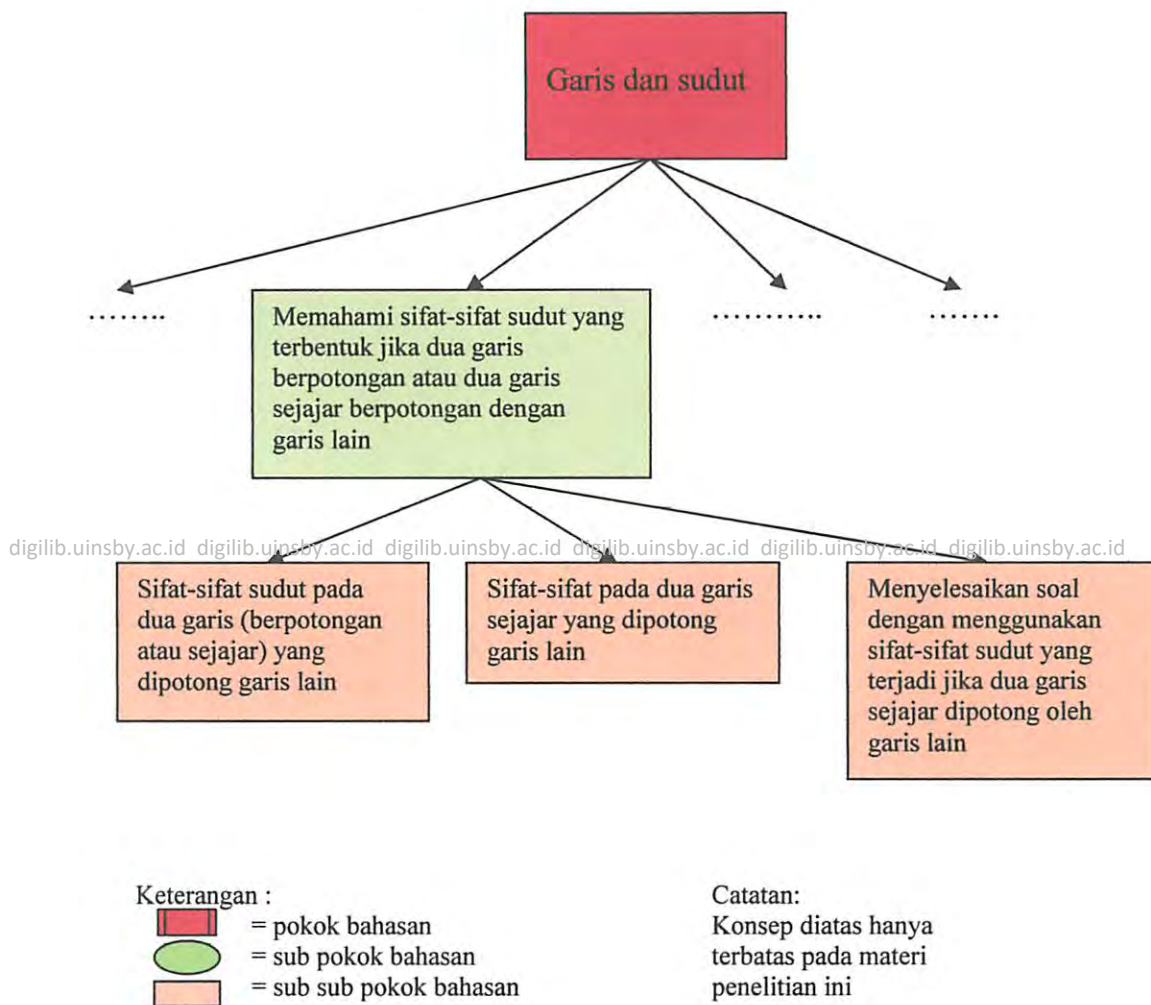 Garis dan sudut
……..
Memahami sifat-sifat sudut yang
terbentuk jika dua garis
berpotongan atau dua garis
sejajar berpotongan dengan
garis lain
………..
…….
digilib.uinsby.ac.id digilib.uinsby.ac.id digilib.uinsby.ac.id digilib.uinsby.ac.id digilib.uinsby.ac.id digilib.uinsby.ac.id
Sifat-sifat sudut pada
dua garis (berpotongan
atau sejajar) yang
dipotong garis lain
Sifat-sifat pada dua garis
sejajar yang dipotong
garis lain
Menyelesaikan soal
dengan menggunakan
sifat-sifat sudut yang
terjadi jika dua garis
sejajar dipotong oleh
garis lain
Keterangan :
= pokok bahasan
= sub pokok bahasan
= sub sub pokok bahasan
Catatan:
Konsep diatas hanya
terbatas pada materi
penelitian ini